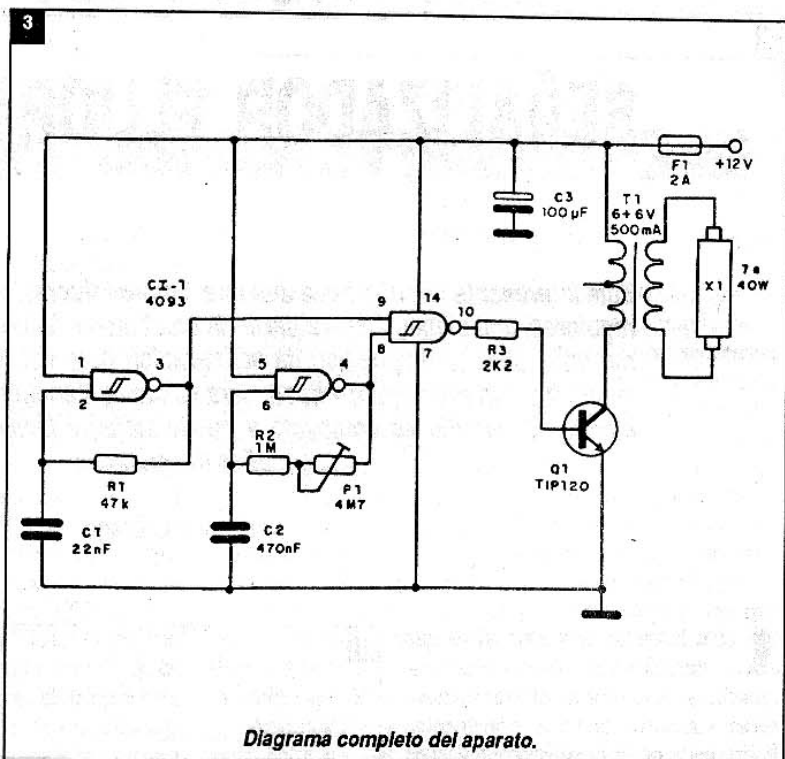 3
F1
2A
+12V
C3
100µF
T1
6+6V
500mA
7 a
40W
X1
CI-1
4093
9
14
10
8
7
R3
2K2
1
3
2
5
4
6
R2
1M
P1
4M7
R1
47k
Q1
TIP120
C1
22nF
C2
470nF
Diagrama completo del aparato.